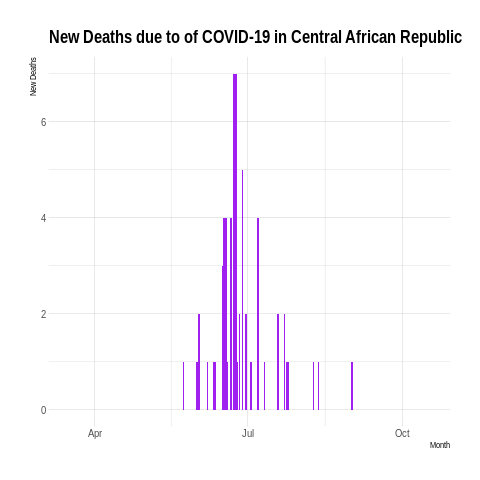 New Deaths due to of COVID-19 in Central African Republic
New Deaths
6
4
2
0
Apr
Jul
Oct
Month